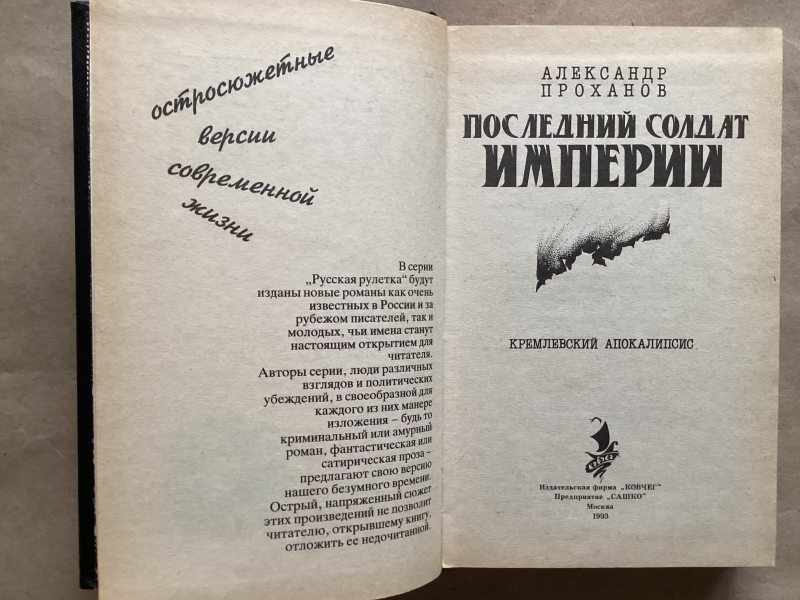 остросюжетные
версии
современной
жизни
В серии
„Русская рулетка“ будут
изданы новые романы как очень
известных в России и за
рубежом писателей, так и
молодых, чьи имена станут
настоящим открытием для
читателя.
Авторы серии, люди различных
взглядов и политических
убеждений, в своеобразной для
каждого из них манере
изложения – будь то
криминальный или амурный
роман, фантастическая или
сатирическая проза –
предлагают свою версию
нашего безумного времени.
Острый, напряженный сюжет
этих произведений не позволит
читателю, открывшему книгу,
отложить ее недочитанной.
АЛЕКСАНДР
ПРОХАНОВ
ПОСЛЕДНИЙ СОЛДАТ
ИМПЕРИИ
КРЕМЛЕВСКИЙ АПОКАЛИПСИС
КОВЧЕГ
Издательская фирма „КОВЧЕГ"
Предприятие „САШКО"
Москва
1993